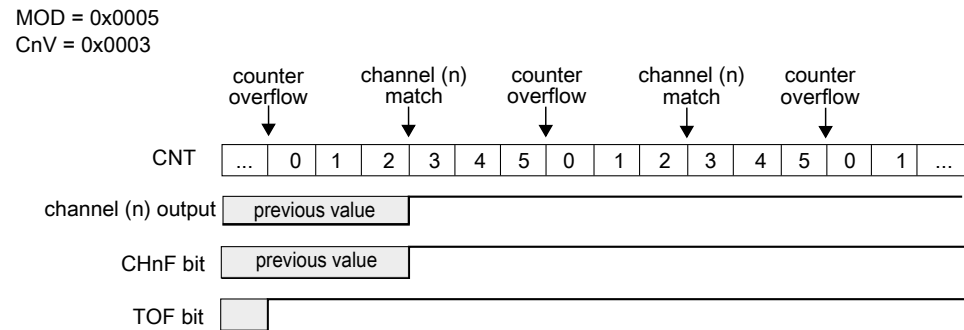 MOD = 0x0005
CnV = 0x0003
counter overflow
channel (n) match
counter overflow
channel (n) match
counter overflow
CNT ... 0 1 2 3 4 5 0 1 2 3 4 5 0 1 ...
channel (n) output previous value
CHnF bit previous value
TOF bit